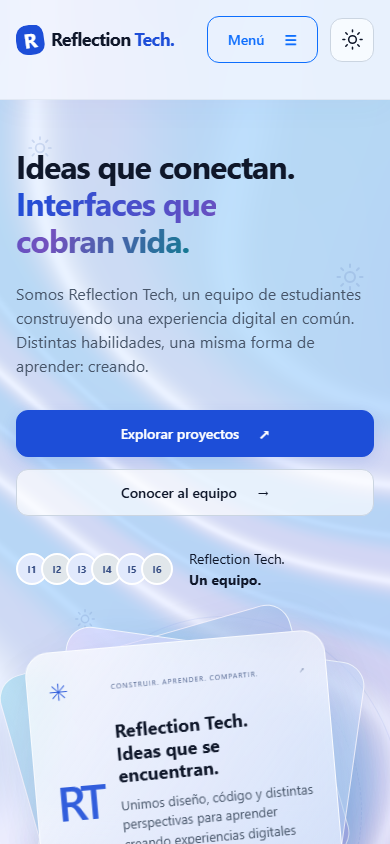 R Reflection Tech.
Menú
Ideas que conectan.
Interfaces que
cobran vida.
Somos Reflection Tech, un equipo de estudiantes
construyendo una experiencia digital en común.
Distintas habilidades, una misma forma de
aprender: creando.
Explorar proyectos ↗
Conocer al equipo →
I1 I2 I3 I4 I5 I6
Reflection Tech.
Un equipo.
CONSTRUIR. APRENDER. COMPARTIR. ↗
Reflection Tech.
Ideas que se
encuentran.
RT
Unimos diseño, código y distintas
perspectivas para aprender
creando experiencias digitales